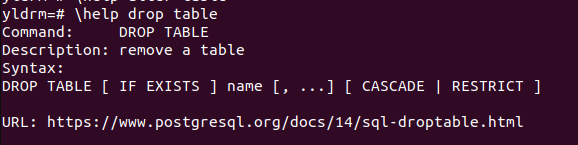 yldrm=# \help drop table
Command:     DROP TABLE
Description: remove a table
Syntax:
DROP TABLE [ IF EXISTS ] name [, ...] [ CASCADE | RESTRICT ]
URL: https://www.postgresql.org/docs/14/sql-droptable.html